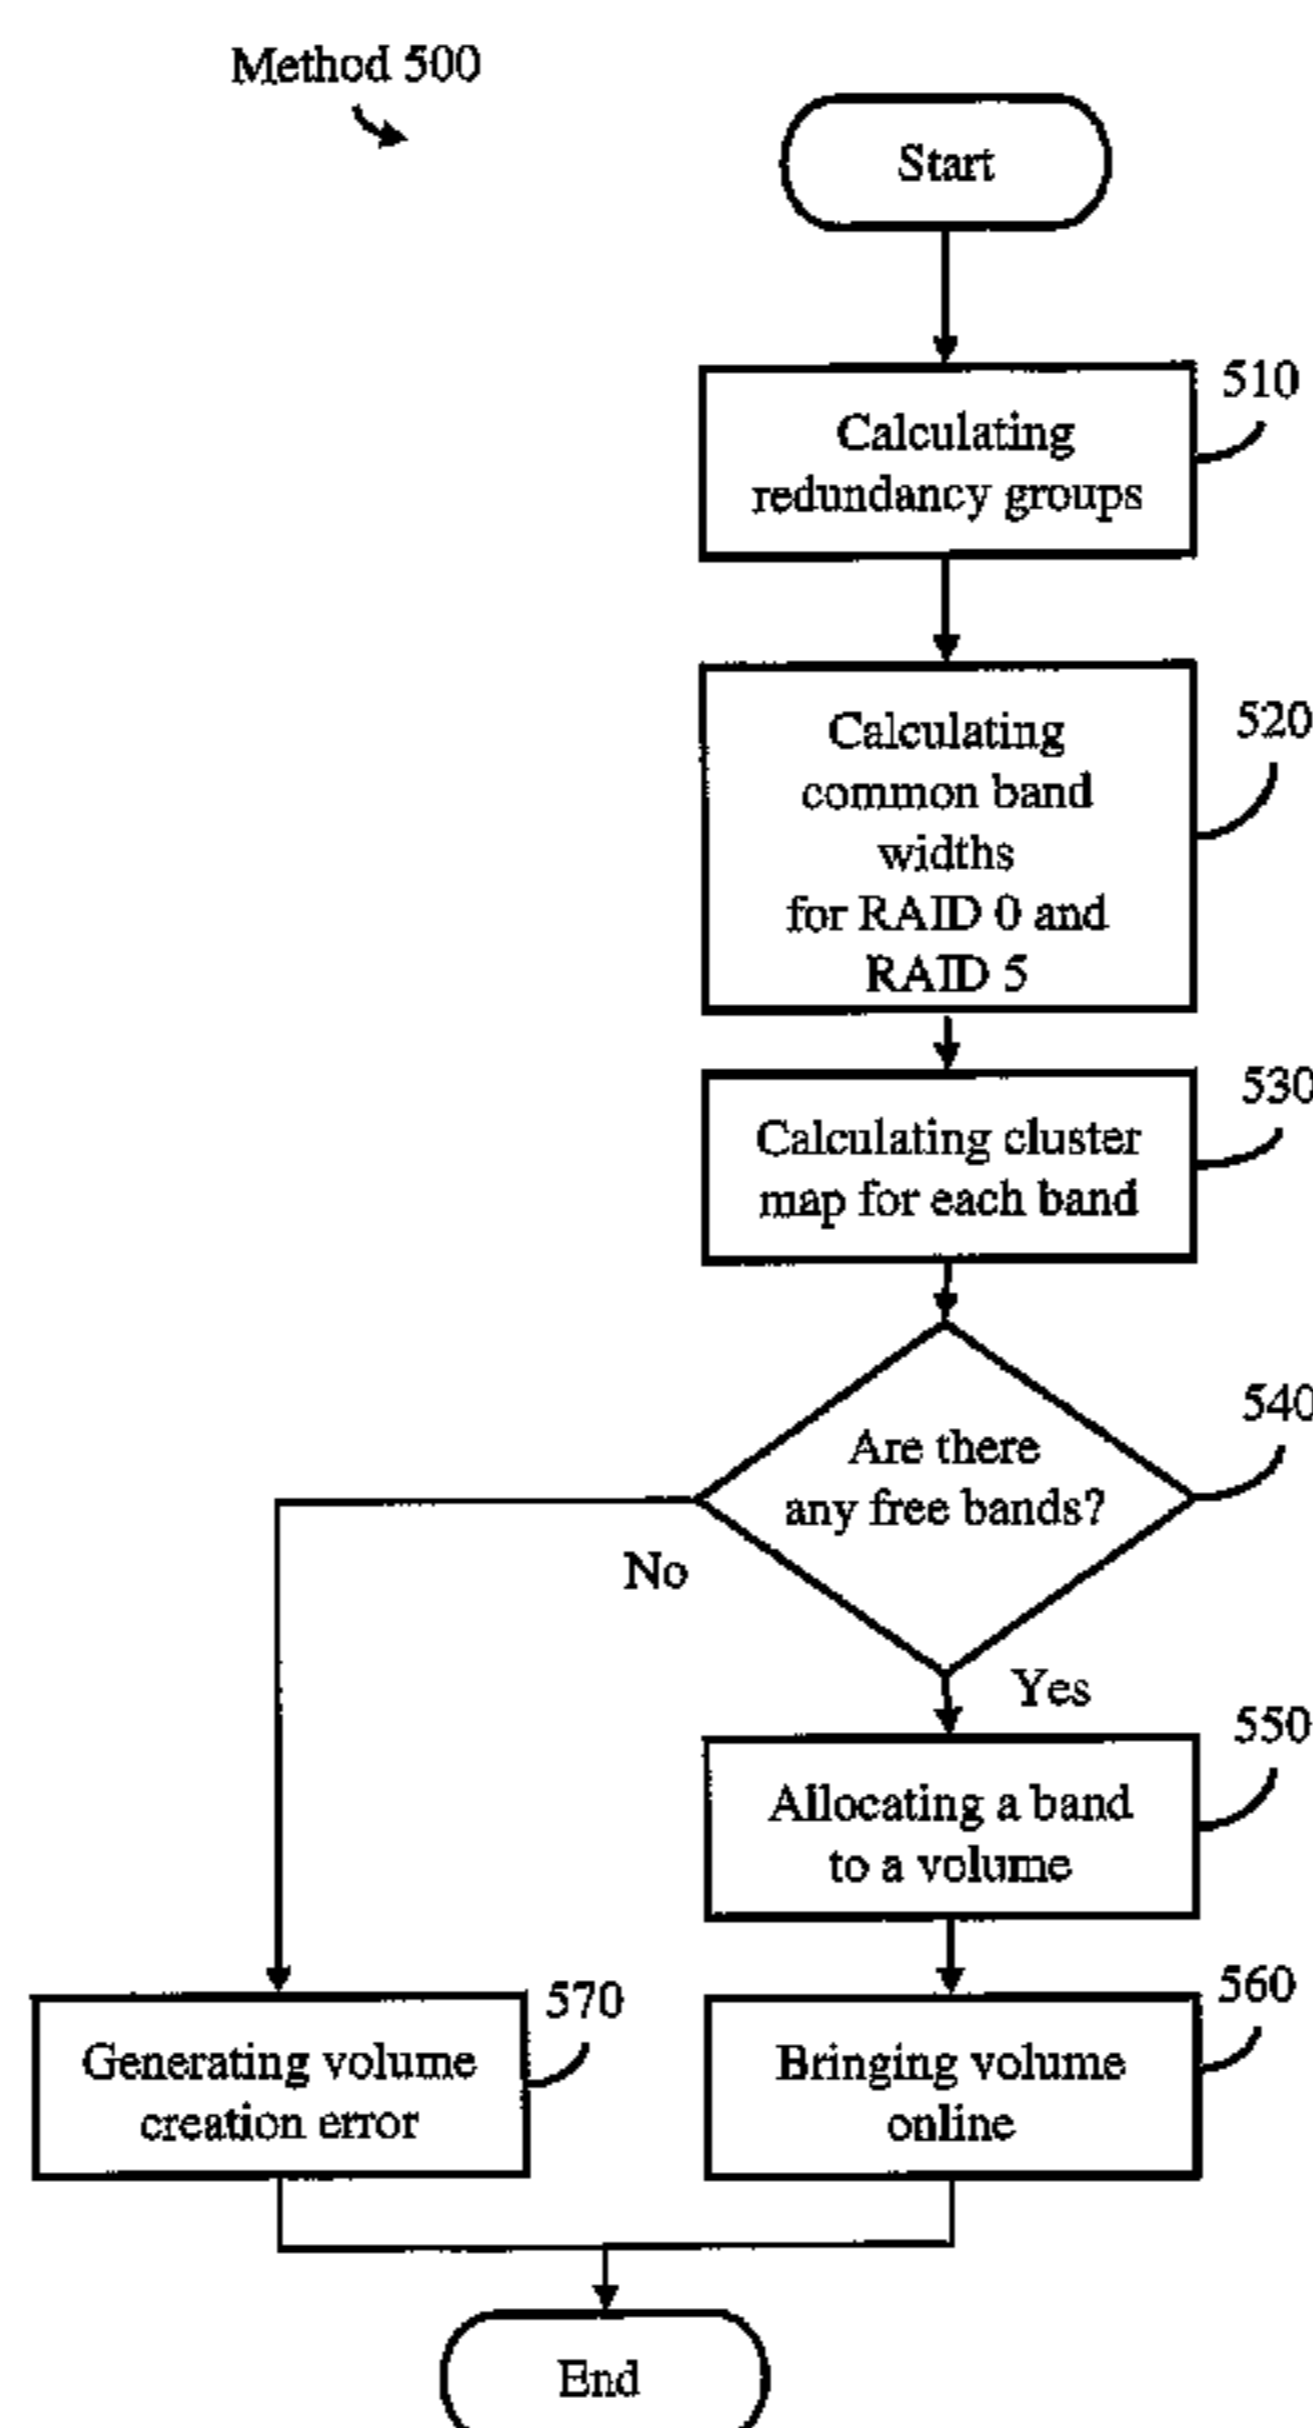 Method 500
Start
510
Calculating
redundancy groups
520
Calculating
common band
widths
for RAID 0 and
RAID 5
530
Calculating cluster
map for each band
540
Are there
any free bands?
No
Yes
550
Allocating a band
to a volume
570
Generating volume
creation error
560
Bringing volume
online
End